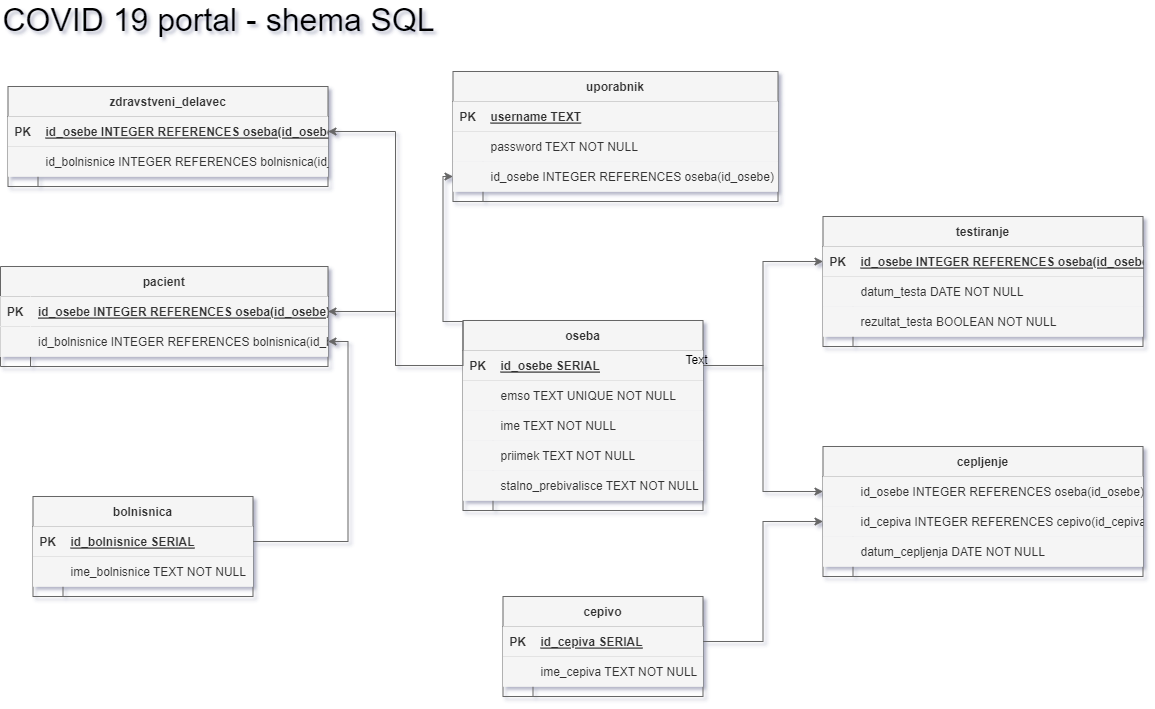 COVID 19 portal - shema SQL
zdravstveni_delavec
PK id_osebe INTEGER REFERENCES oseba(id_oseb
id_bolnisnice INTEGER REFERENCES bolnisnica(id_
uporabnik
PK username TEXT
password TEXT NOT NULL
id_osebe INTEGER REFERENCES oseba(id_osebe)
testiranje
PK id_osebe INTEGER REFERENCES oseba(id_oseb
datum_testa DATE NOT NULL
rezultat_testa BOOLEAN NOT NULL
pacient
PK id_osebe INTEGER REFERENCES oseba(id_osebe)
id_bolnisnice INTEGER REFERENCES bolnisnica(id_l
oseba
Text
PK id_osebe SERIAL
emso TEXT UNIQUE NOT NULL
ime TEXT NOT NULL
priimek TEXT NOT NULL
stalno_prebivalisce TEXT NOT NULL
cepljenje
id_osebe INTEGER REFERENCES oseba(id_osebe)
id_cepiva INTEGER REFERENCES cepivo(id_cepiva
datum_cepljenja DATE NOT NULL
bolnisnica
PK id_bolnisnice SERIAL
ime_bolnisnice TEXT NOT NULL
cepivo
PK id_cepiva SERIAL
ime_cepiva TEXT NOT NULL